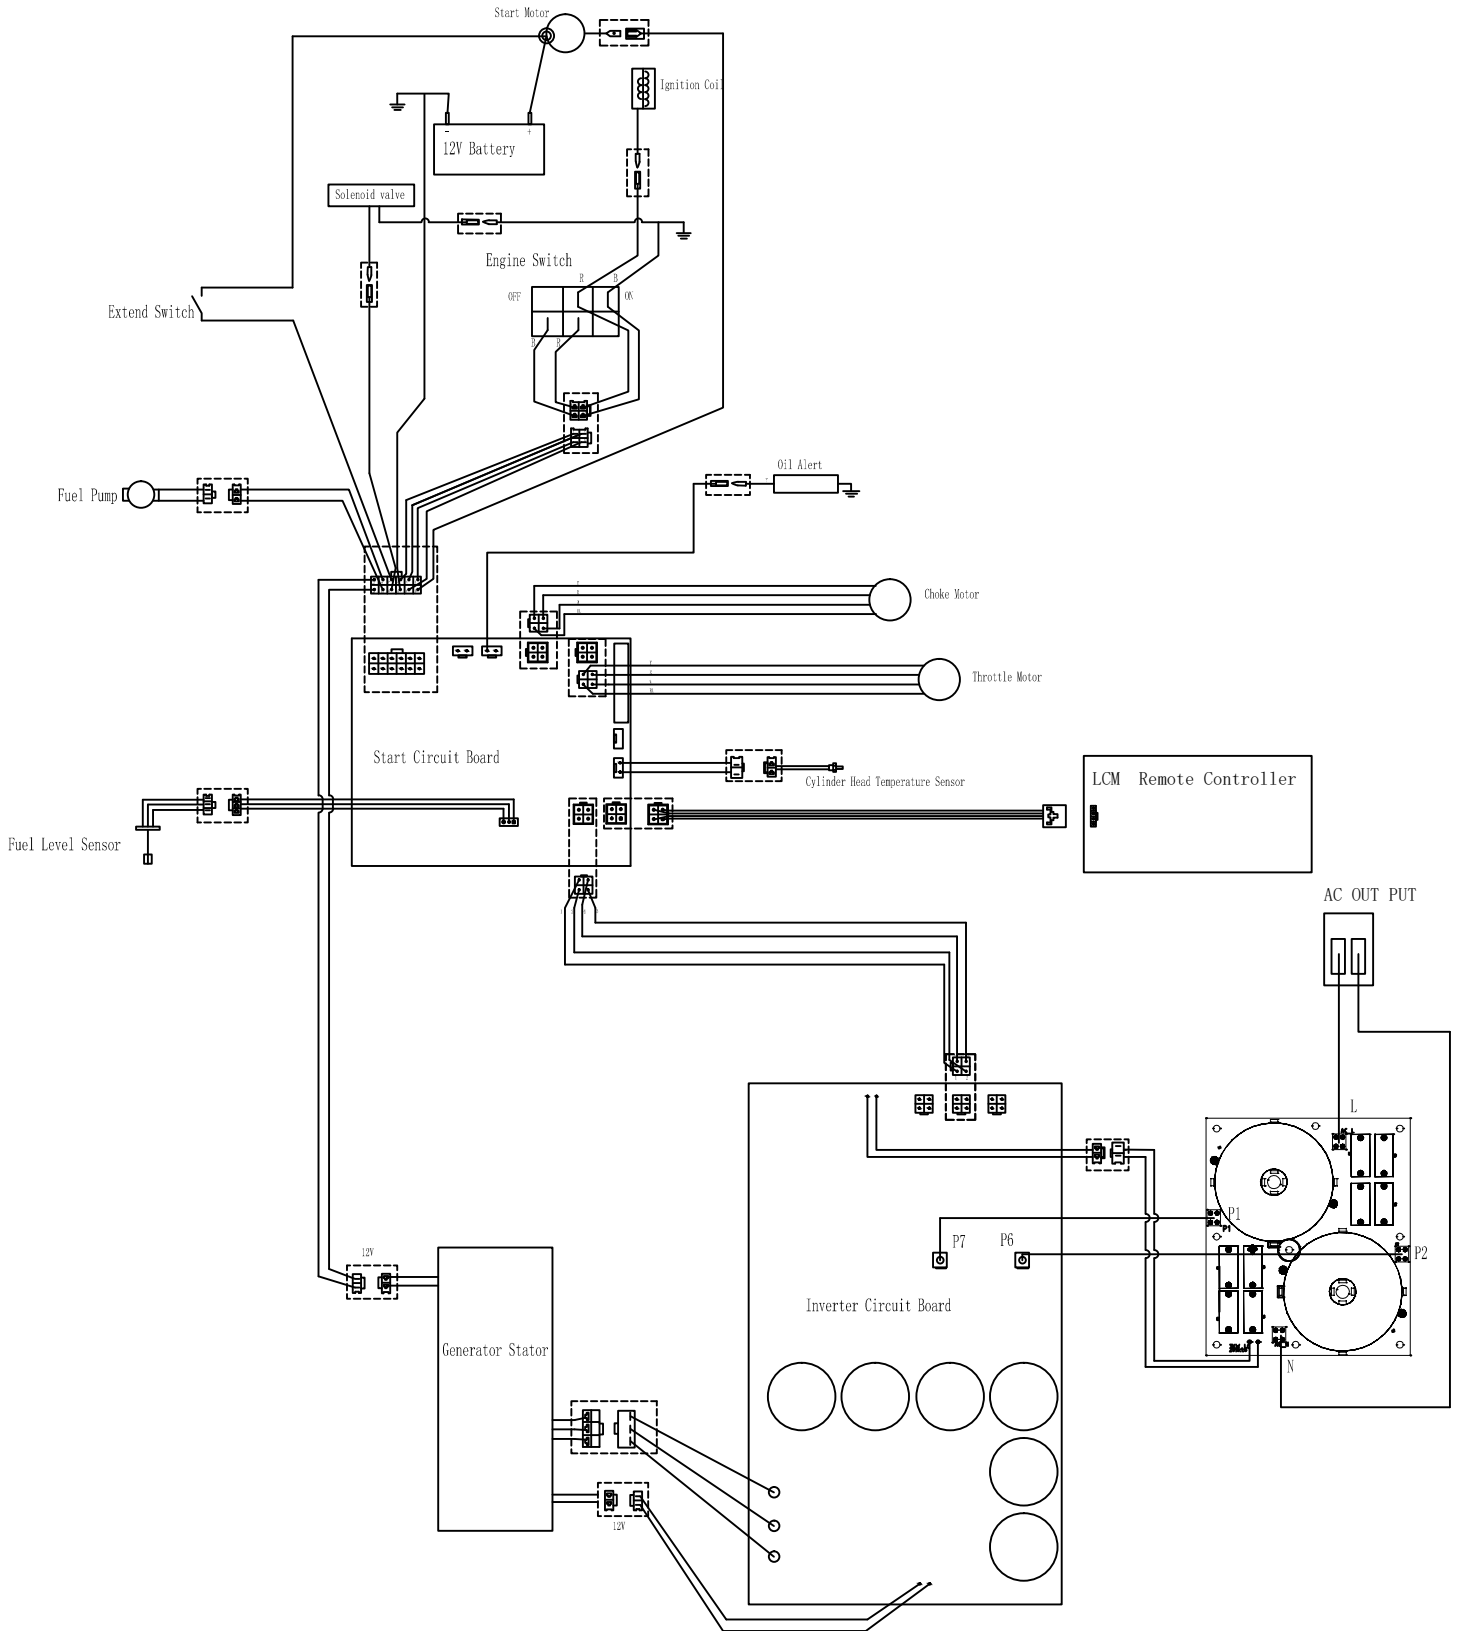 Start Motor
Ignition Coil
- +
12V Battery
Solenoid valve
Engine Switch
R B
OFF ON
Extend Switch
B R
Oil Alert
Fuel Pump
Choke Motor
Throttle Motor
Start Circuit Board
Cylinder Head Temperature Sensor
LCM Remote Controller
Fuel Level Sensor
AC OUT PUT
L
P1
P1
P7 P6
P2
12V
Inverter Circuit Board
Generator Stator
N
12V